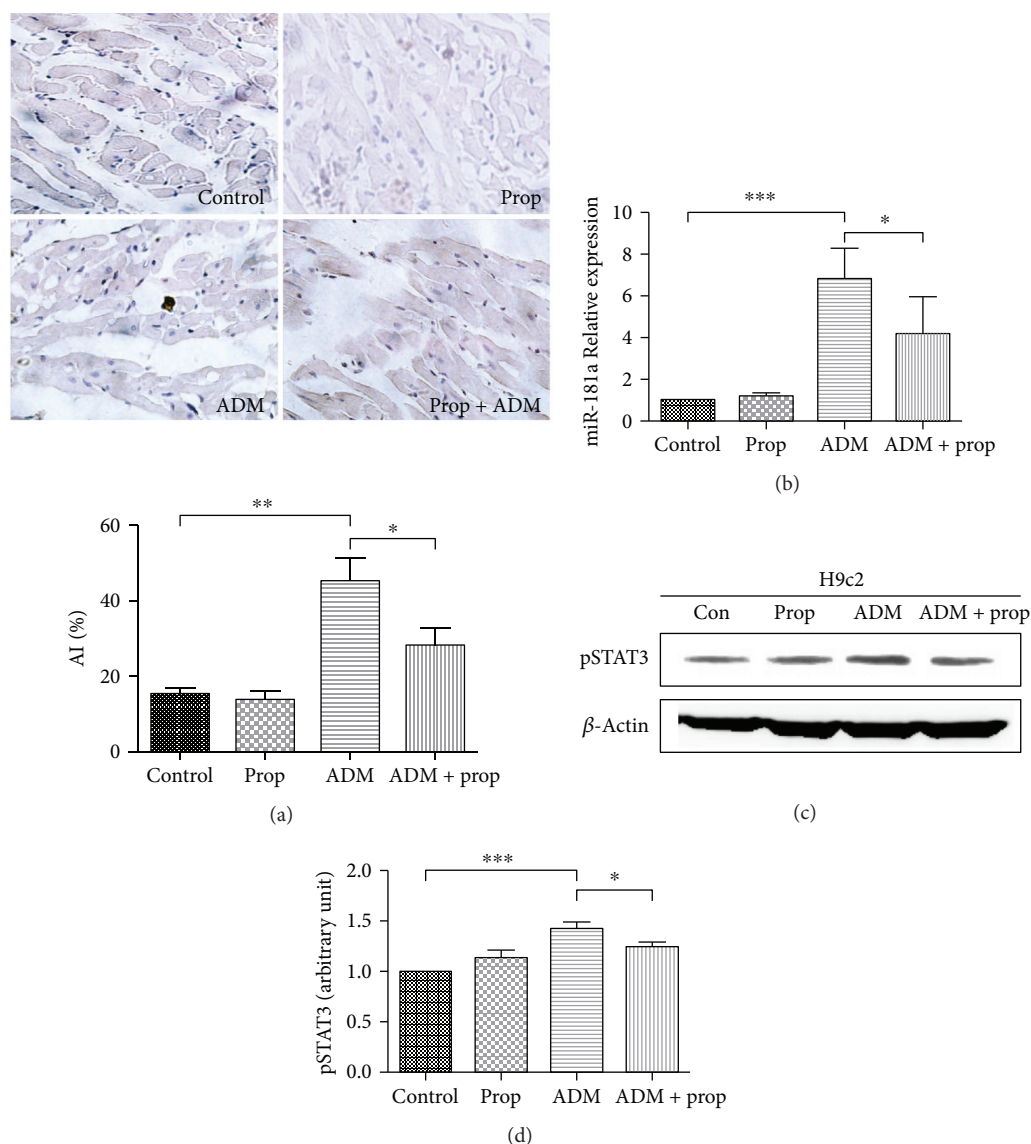 Control
Prop
ADM
Prop + ADM
miR-181a Relative expression
10
8
6
4
2
0
***
*
Control Prop ADM ADM + prop
(b)
AI (%)
60
40
20
0
**
*
Control Prop ADM ADM + prop
(a)
H9c2
Con Prop ADM ADM + prop
pSTAT3
β-Actin
(c)
pSTAT3 (arbitrary unit)
2.0
1.5
1.0
0.5
0.0
***
*
Control Prop ADM ADM + prop
(d)